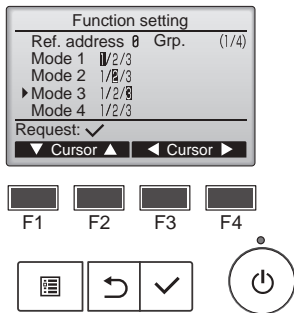 Function setting
Ref. address 0 Grp. (1/4)
Mode 1 1/2/3
Mode 2 1/2/3
Mode 3 1/2/3
Mode 4 1/2/3
Request: ✓
▼ Cursor ▲ ◀ Cursor ▶
F1 F2 F3 F4